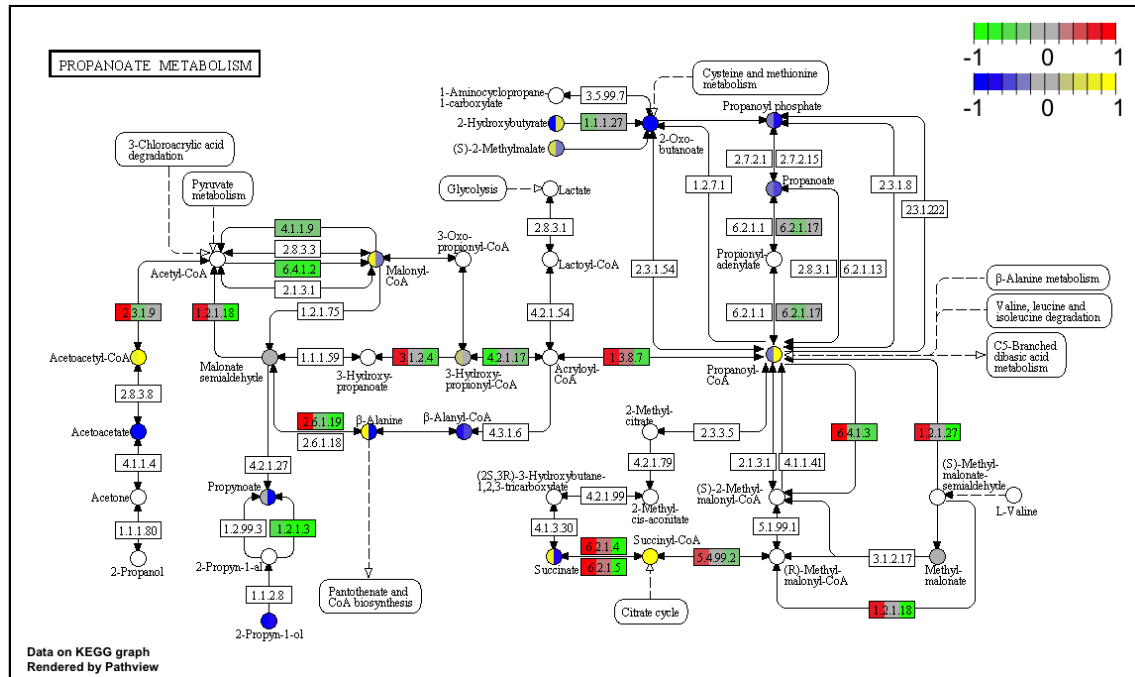 PROPANOATE METABOLISM
-1 0 1
-1 0 1
Cysteine and methionine
metabolism
1-Aminocyclopropane
1-carboxylate
3.5.99.7
Propanoyl phosphate
2-Hydroxybutyrate
1.1.1.27
2-Oxo-
butanoate
(S)-2-Methylmalate
3-Chloroacrylic acid
degradation
Pyruvate
metabolism
Glycolysis
Lactate
2.7.2.1
2.7.2.15
1.2.7.1
2.3.1.8
2.3.1.222
Propanoate
4.1.1.9
2.8.3.3
6.4.1.2
2.1.3.1
Acetyl-CoA
Malonyl-
CoA
3-Oxo-
propionyl-CoA
2.8.3.1
Lactoyl-CoA
6.2.1.1
6.2.1.17
Propionyl-
adenylate
2.3.1.54
2.8.3.1
6.2.1.13
β-Alanine metabolism
Valine, leucine and
isoleucine degradation
C5-Branched
dibasic acid
metabolism
2.3.1.9
1.2.1.18
1.2.1.75
4.2.1.54
6.2.1.1
6.2.1.17
Acetoacetyl-CoA
Malonate
semialdehyde
1.1.1.59
3-Hydroxy-
propanoate
3.1.2.4
3-Hydroxy-
propionyl-CoA
4.2.1.17
Acryloyl-
CoA
1.3.8.7
Propanoyl-
CoA
2.8.3.8
Acetoacetate
2.6.1.19
2.6.1.18
β-Alanine
β-Alanyl-CoA
4.3.1.6
2-Methyl-
citrate
2.3.3.5
6.4.1.3
1.2.1.27
4.1.1.4
Acetone
4.2.1.27
Propynoate
(2S,3R)-3-Hydroxybutane-
1,2,3-tricarboxylate
4.2.1.79
2.1.3.1
4.1.1.41
(S)-Methyl-
malonate-
semialdehyde
4.2.1.99
2-Methyl-
cis-aconitate
(S)-2-Methyl-
malonyl-CoA
L-Valine
1.1.1.80
2-Propanol
1.2.99.3
1.2.1.3
2-Propyn-1-al
4.1.3.30
5.1.99.1
Succinate
6.2.1.4
6.2.1.5
Succinyl-CoA
5.4.99.2
(R)-Methyl-
malonyl-CoA
3.1.2.17
Methyl-
malonate
1.1.2.8
2-Propyn-1-ol
Pantothenate and
CoA biosynthesis
Citrate cycle
1.2.1.18
Data on KEGG graph
Rendered by Pathview